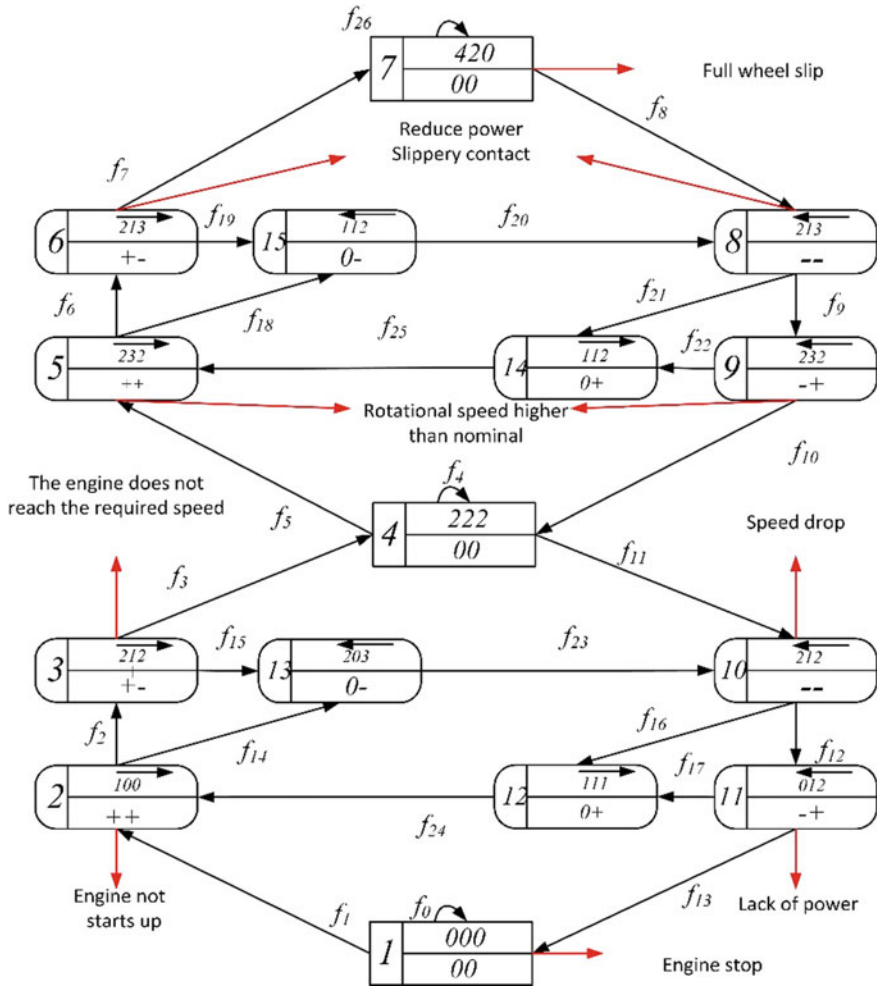 f26
7
420
00
Full wheel slip
f8
Reduce power
Slippery contact
f7
6
213
+-
f19
15
112
0-
f20
8
213
--
f6
f18
f21
f9
5
232
++
f25
14
112
0+
f22
9
232
-+
Rotational speed higher
than nominal
f10
The engine does not
reach the required speed
f5
f4
4
222
00
Speed drop
f3
f11
3
212
+-
f15
13
203
0-
f23
10
212
--
f2
f14
f16
f12
2
100
++
f24
12
111
0+
f17
11
012
-+
Engine not
starts up
f1
f0
1
000
00
f13
Lack of power
Engine stop